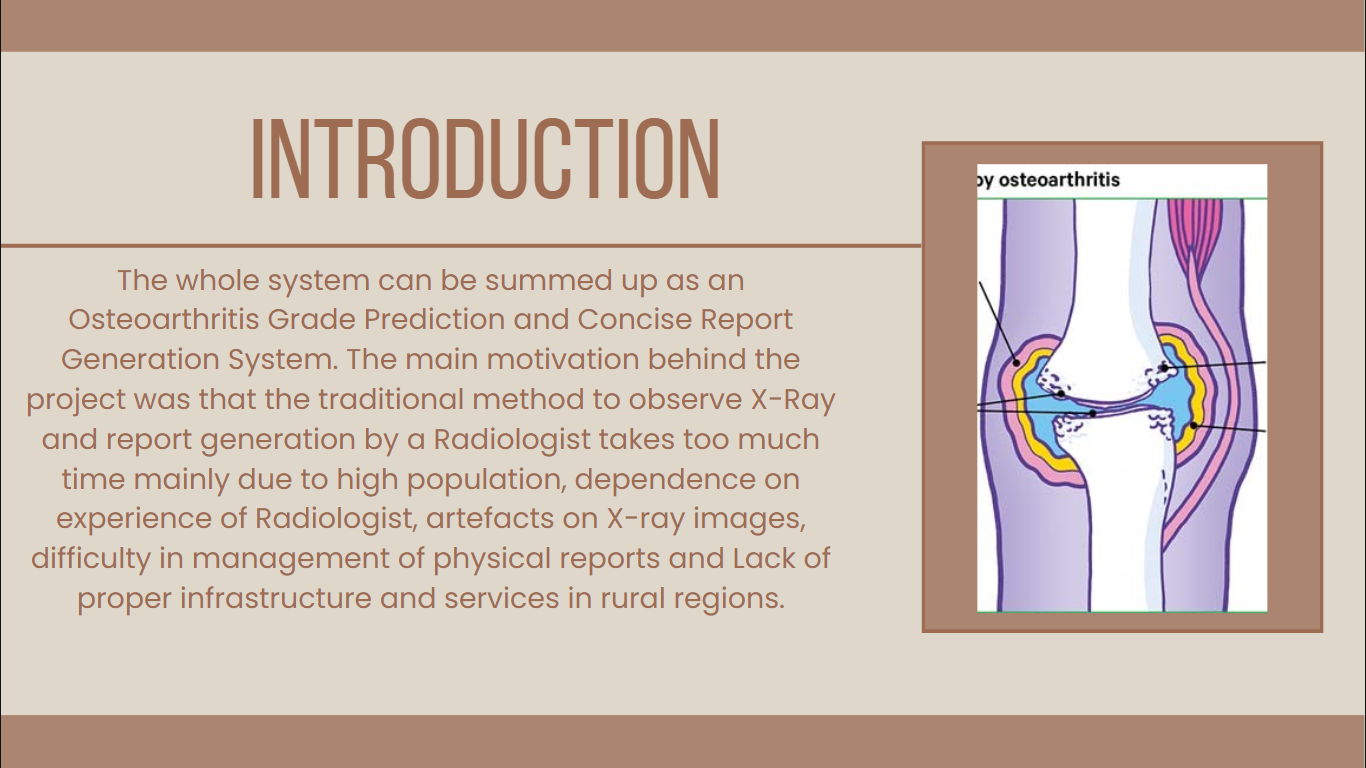 INTRODUCTION
The whole system can be summed up as an
Osteoarthritis Grade Prediction and Concise Report
Generation System. The main motivation behind the
project was that the traditional method to observe X-Ray
and report generation by a Radiologist takes too much
time mainly due to high population, dependence on
experience of Radiologist, artefacts on X-ray images,
difficulty in management of physical reports and Lack of
proper infrastructure and services in rural regions.
by osteoarthritis